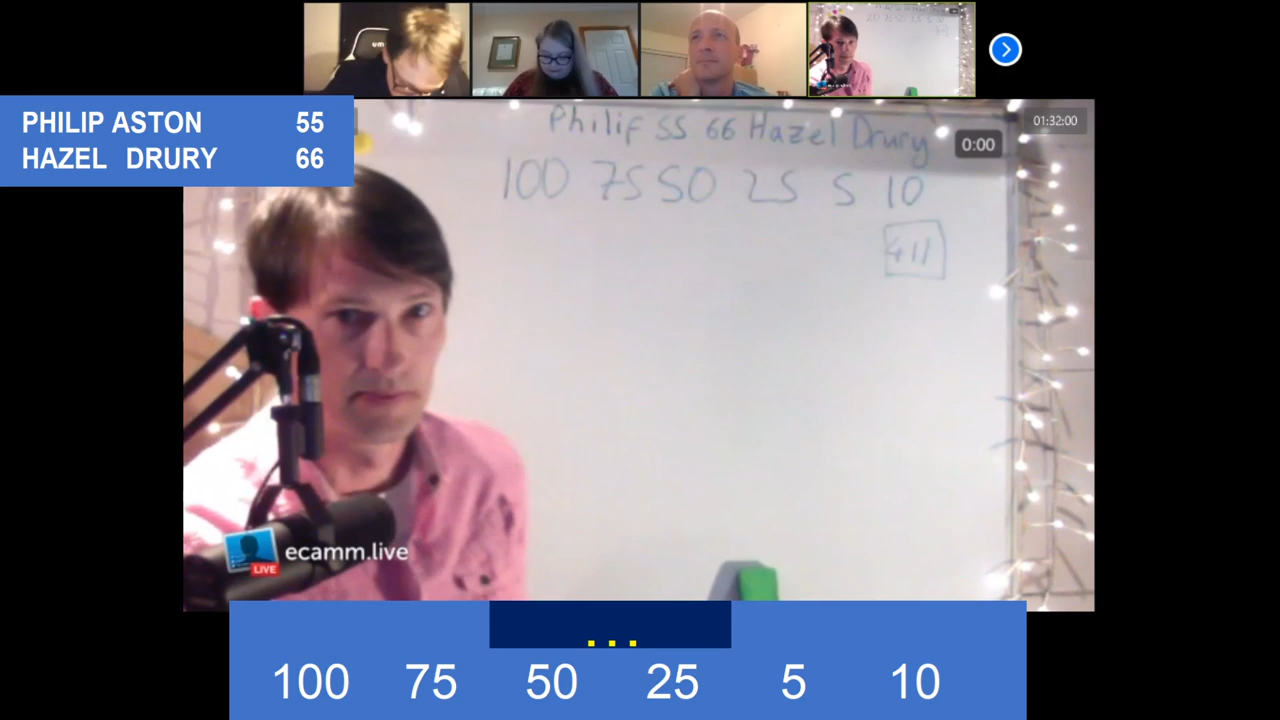 um
PHILIP ASTON 55
HAZEL DRURY 66
Philip 55 66 Hazel Drury
01:32:00
0:00
100 75 50 25 5 10
411
ecamm.live
LIVE
...
100 75 50 25 5 10